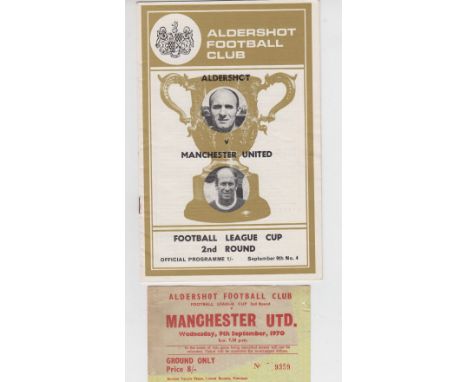 ALDERSHOT
FOOTBALL
CLUB
ALDERSHOT
v
MANCHESTER UNITED
FOOTBALL LEAGUE CUP
2nd ROUND
OFFICIAL PROGRAMME 1/- September 9th No. 4
ALDERSHOT FOOTBALL CLUB
FOOTBALL LEAGUE CUP 2nd Round
v
MANCHESTER UTD.
Wednesday, 9th September, 1970
GROUND ONLY
Price 8/-
Nº 9359